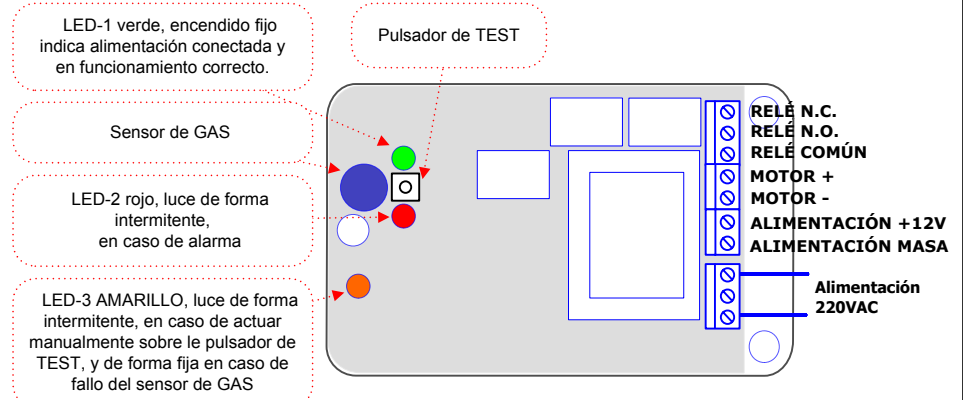 LED-1 verde, encendido fijo
indica alimentación conectada y
en funcionamiento correcto.
Pulsador de TEST
Sensor de GAS
LED-2 rojo, luce de forma
intermitente,
en caso de alarma
LED-3 AMARILLO, luce de forma
intermitente, en caso de actuar
manualmente sobre le pulsador de
TEST, y de forma fija en caso de
fallo del sensor de GAS
RELÉ N.C.
RELÉ N.O.
RELÉ COMÚN
MOTOR +
MOTOR -
ALIMENTACIÓN +12V
ALIMENTACIÓN MASA
Alimentación
220VAC